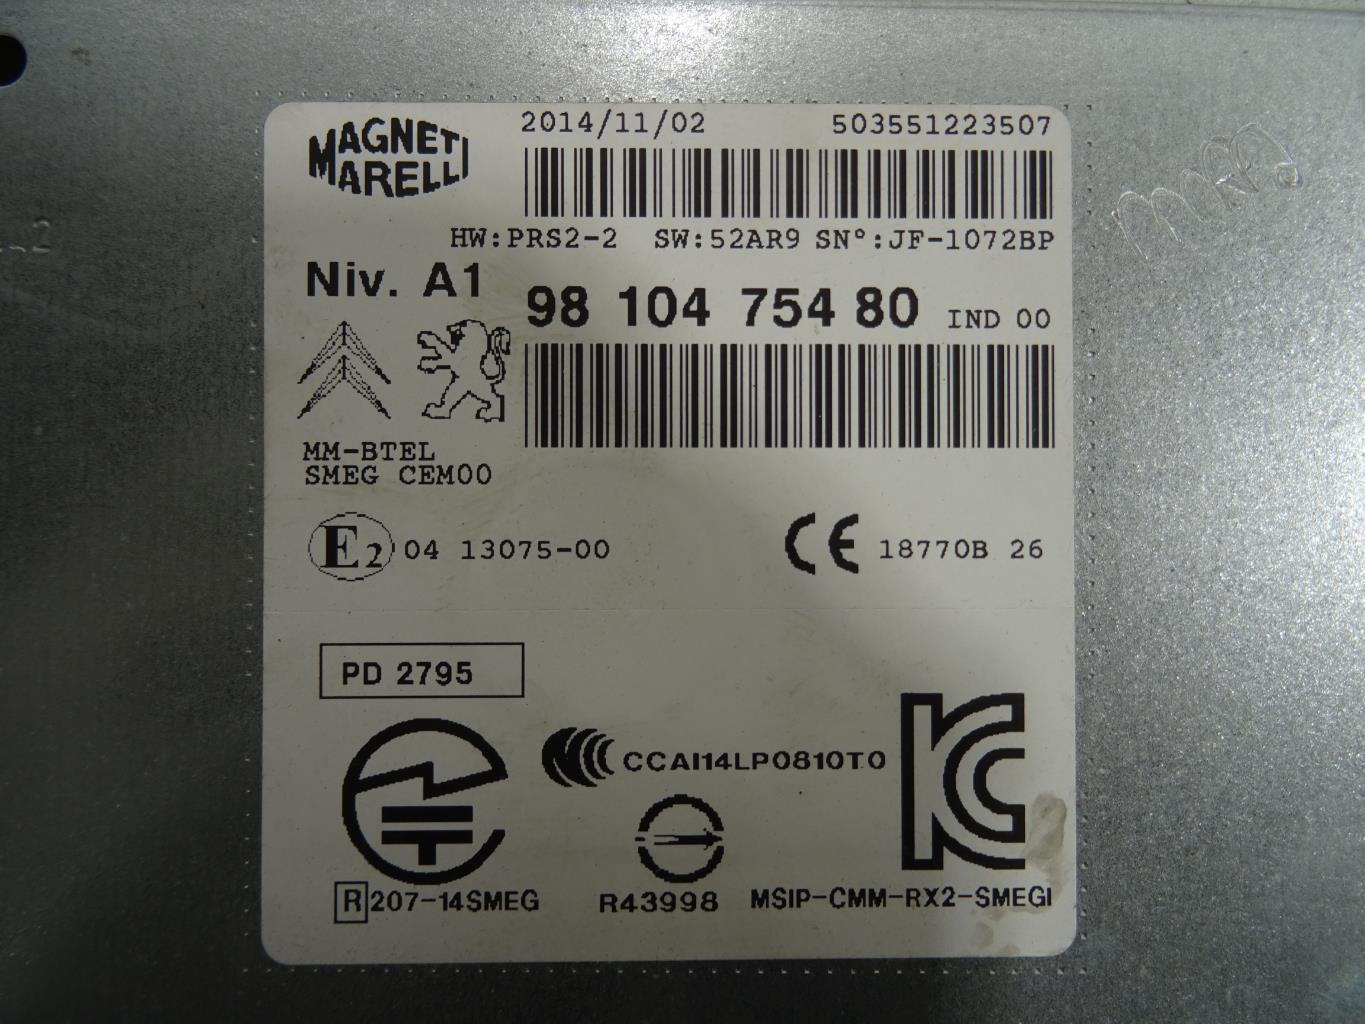 MAGNETI
MARELLI
2014/11/02 503551223507
HW:PRS2-2 SW:52AR9 SN°:JF-1072BP
Niv. A1
98 104 754 80 IND 00
MM-BTEL
SMEG CEM00
E2 04 13075-00
CE 18770B 26
PD 2795
CCAI14LP0810T0
R 207-14SMEG
R43998
MSIP-CMM-RX2-SMEGI